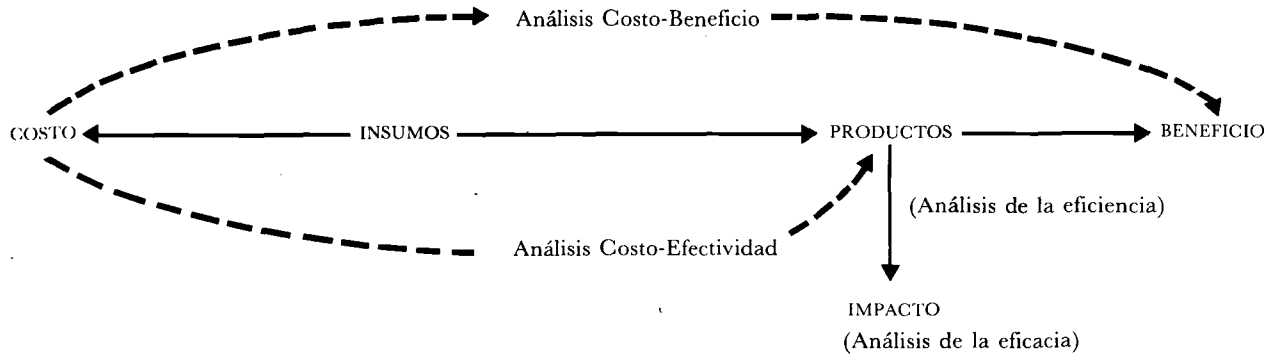 Análisis Costo-Beneficio
COSTO INSUMOS PRODUCTOS BENEFICIO
(Análisis de la eficiencia)
Análisis Costo-Efectividad
IMPACTO
(Análisis de la eficacia)